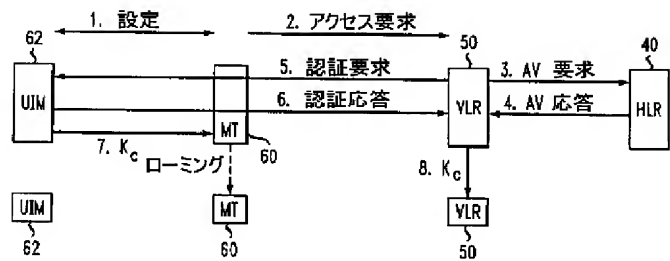 1. 設定
2. アクセス要求
62
50
40
5. 認証要求
3. AV 要求
UIM
6. 認証応答
VLR
4. AV 応答
HLR
MT
7. Kc
60
ローミング
8. Kc
UIM
MT
VLR
62
60
50